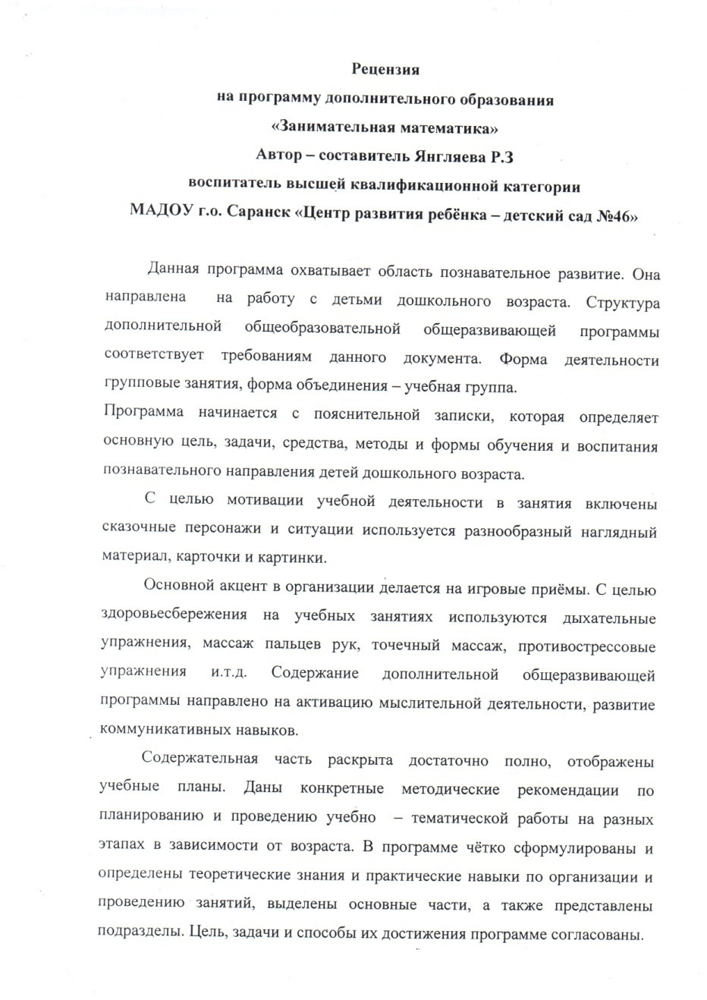 Рецензия
на программу дополнительного образования
«Занимательная математика»
Автор – составитель Янгляева Р.З
воспитатель высшей квалификационной категории
МАДОУ г.о. Саранск «Центр развития ребёнка – детский сад №46»
Данная программа охватывает область познавательное развитие. Она
направлена на работу с детьми дошкольного возраста. Структура
дополнительной общеобразовательной общеразвивающей программы
соответствует требованиям данного документа. Форма деятельности
групповые занятия, форма объединения – учебная группа.
Программа начинается с пояснительной записки, которая определяет
основную цель, задачи, средства, методы и формы обучения и воспитания
познавательного направления детей дошкольного возраста.
С целью мотивации учебной деятельности в занятия включены
сказочные персонажи и ситуации используется разнообразный наглядный
материал, карточки и картинки.
Основной акцент в организации делается на игровые приёмы. С целью
здоровьесбережения на учебных занятиях используются дыхательные
упражнения, массаж пальцев рук, точечный массаж, противострессовые
упражнения и.т.д. Содержание дополнительной общеразвивающей
программы направлено на активацию мыслительной деятельности, развитие
коммуникативных навыков.
Содержательная часть раскрыта достаточно полно, отображены
учебные планы. Даны конкретные методические рекомендации по
планированию и проведению учебно – тематической работы на разных
этапах в зависимости от возраста. В программе чётко сформулированы и
определены теоретические знания и практические навыки по организации и
проведению занятий, выделены основные части, а также представлены
подразделы. Цель, задачи и способы их достижения программе согласованы.